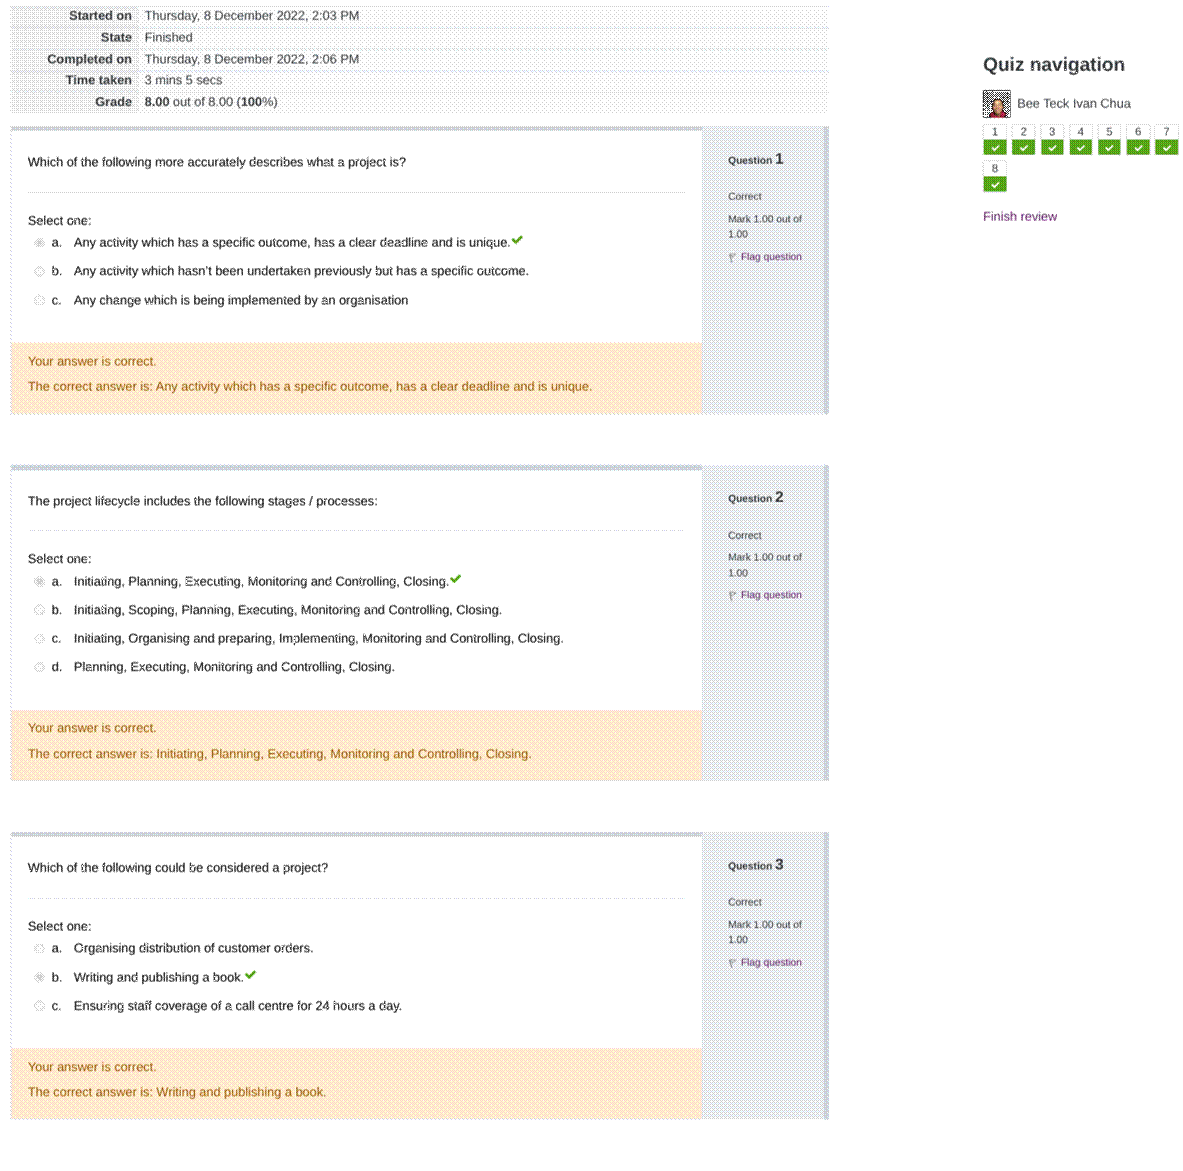 Started on Thursday, 8 December 2022, 2:03 PM
State Finished
Completed on Thursday, 8 December 2022, 2:06 PM
Time taken 3 mins 5 secs
Grade 8.00 out of 8.00 (100%)
Which of the following more accurately describes what a project is?
Select one:
a. Any activity which has a specific outcome, has a clear deadline and is unique.
b. Any activity which hasn't been undertaken previously but has a specific outcome.
c. Any change which is being implemented by an organisation
Your answer is correct.
The correct answer is: Any activity which has a specific outcome, has a clear deadline and is unique.
Question 1
Correct
Mark 1.00 out of
1.00
Flag question
The project lifecycle includes the following stages / processes:
Select one:
a. Initiating, Planning, Executing, Monitoring and Controlling, Closing.
b. Initiating, Scoping, Planning, Executing, Monitoring and Controlling, Closing.
c. Initiating, Organising and preparing, Implementing, Monitoring and Controlling, Closing.
d. Planning, Executing, Monitoring and Controlling, Closing.
Your answer is correct.
The correct answer is: Initiating, Planning, Executing, Monitoring and Controlling, Closing.
Question 2
Correct
Mark 1.00 out of
1.00
Flag question
Which of the following could be considered a project?
Select one:
a. Organising distribution of customer orders.
b. Writing and publishing a book.
c. Ensuring staff coverage of a call centre for 24 hours a day.
Your answer is correct.
The correct answer is: Writing and publishing a book.
Question 3
Correct
Mark 1.00 out of
1.00
Flag question
Quiz navigation
Bee Teck Ivan Chua
1 2 3 4 5 6 7
8
Finish review